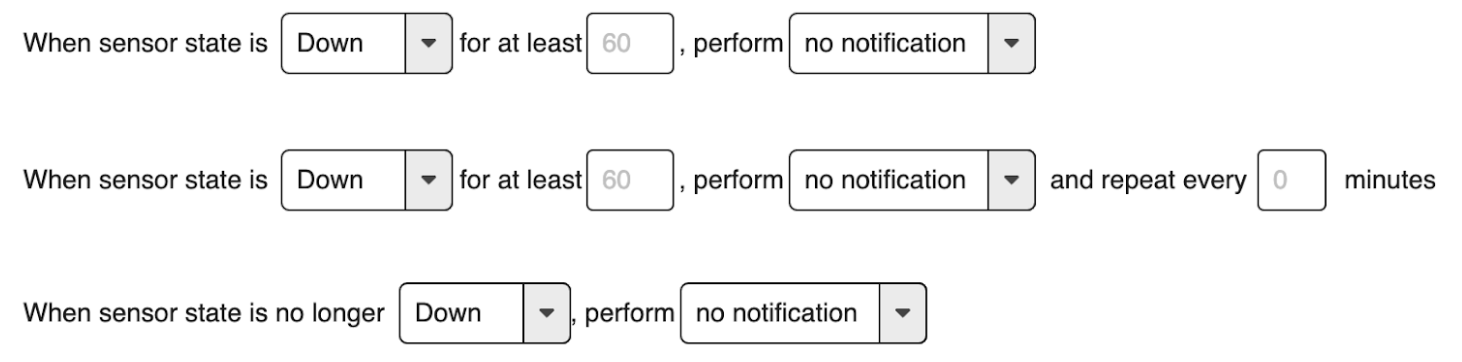 When sensor state is Down for at least 60 , perform no notification
When sensor state is Down for at least 60 , perform no notification and repeat every 0 minutes
When sensor state is no longer Down , perform no notification